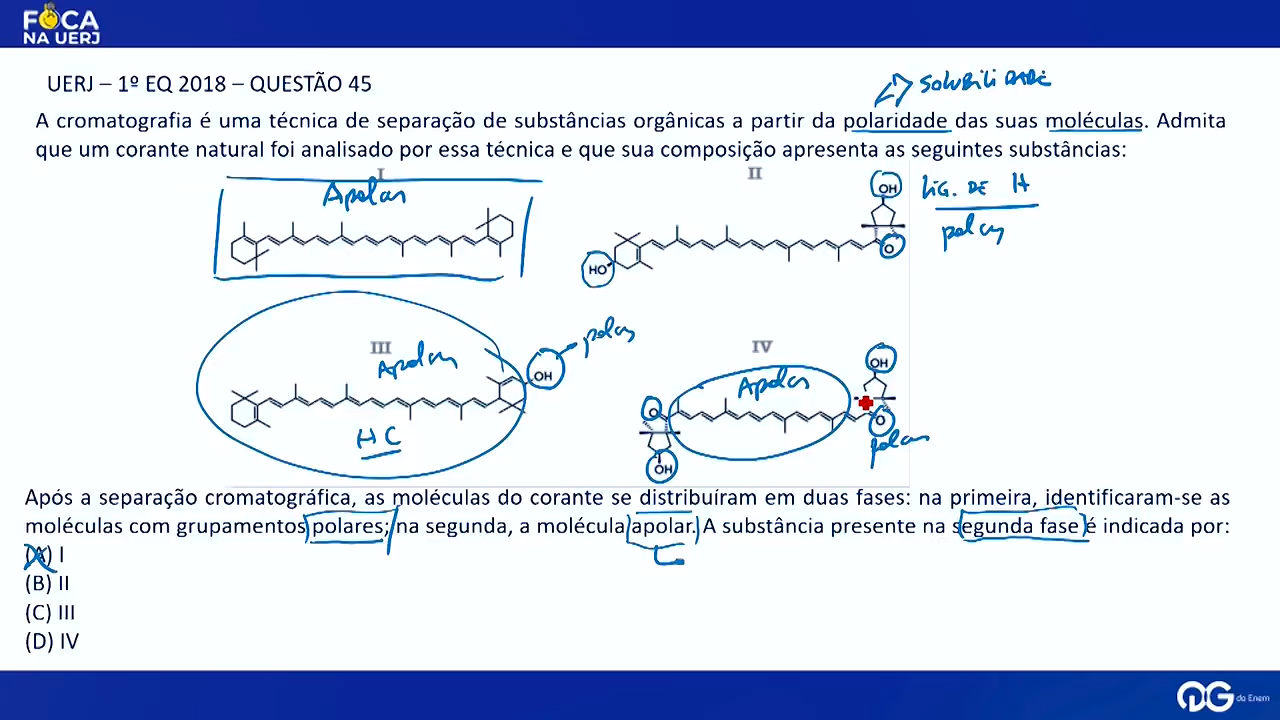 FOCA
NA UERJ
UERJ – 1º EQ 2018 – QUESTÃO 45
SOLUBILIDADE
A cromatografia é uma técnica de separação de substâncias orgânicas a partir da polaridade das suas moléculas. Admita
que um corante natural foi analisado por essa técnica e que sua composição apresenta as seguintes substâncias:
I
Apolar
II
OH
LIG. DE H
polar
O
HO
III
Apolar
OH
polar
HC
IV
Apolar
OH
O
O
polar
OH
Após a separação cromatográfica, as moléculas do corante se distribuíram em duas fases: na primeira, identificaram-se as
moléculas com grupamentos polares; na segunda, a molécula apolar. A substância presente na segunda fase é indicada por:
(A) I
(B) II
(C) III
(D) IV
QG do Enem